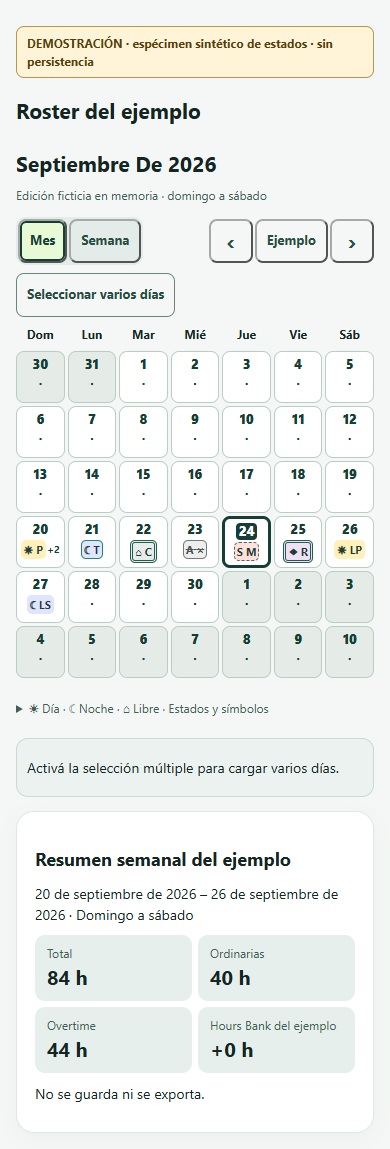 DEMOSTRACIÓN · espécimen sintético de estados · sin
persistencia
Roster del ejemplo
Septiembre De 2026
Edición ficticia en memoria · domingo a sábado
Mes Semana ‹ Ejemplo ›
Seleccionar varios días
Dom Lun Mar Mié Jue Vie Sáb
30 31 1 2 3 4 5
· · · · · · ·
6 7 8 9 10 11 12
· · · · · · ·
13 14 15 16 17 18 19
· · · · · · ·
20 21 22 23 24 25 26
☀ P +2 ☾ T ⌂ C A × S M ◆ R ☀ LP
27 28 29 30 1 2 3
☾ LS · · · · · ·
4 5 6 7 8 9 10
· · · · · · ·
▶ ☀ Día · ☾ Noche · ⌂ Libre · Estados y símbolos
Activá la selección múltiple para cargar varios días.
Resumen semanal del ejemplo
20 de septiembre de 2026 – 26 de septiembre de
2026 · Domingo a sábado
Total Ordinarias
84 h 40 h
Overtime Hours Bank del ejemplo
44 h +0 h
No se guarda ni se exporta.